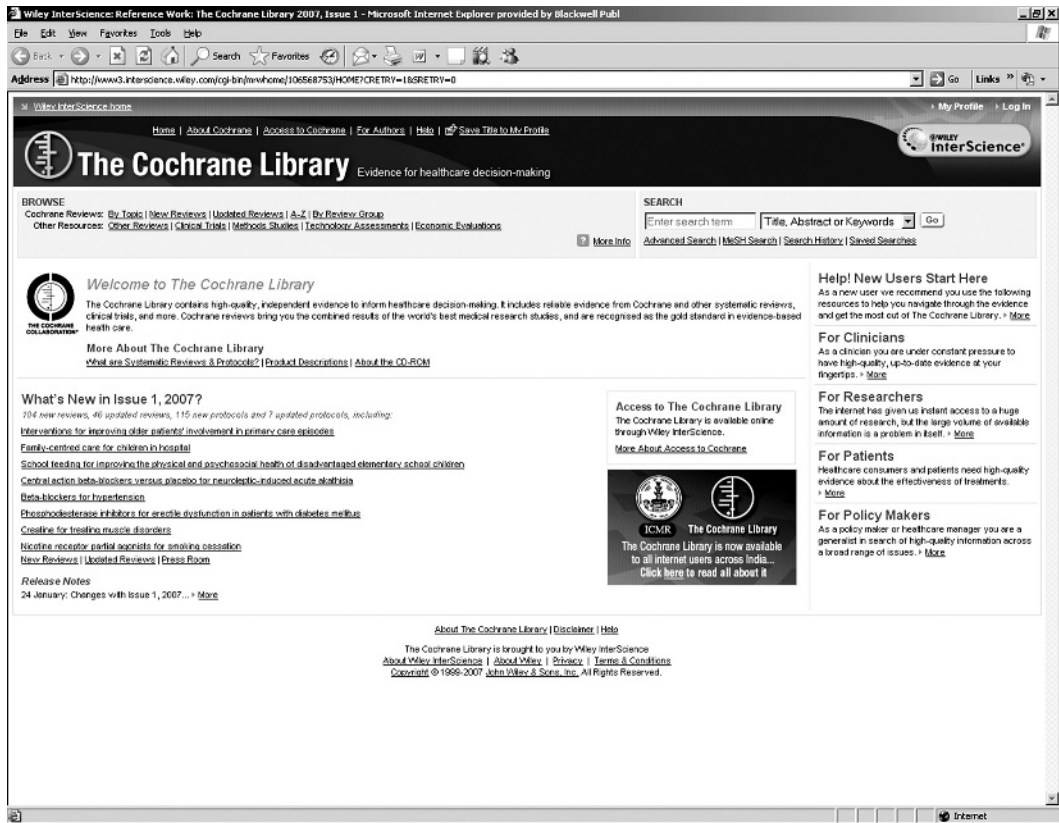 Wiley InterScience: Reference Work: The Cochrane Library 2007, Issue 1 - Microsoft Internet Explorer provided by Blackwell Publ
File Edit View Favorites Tools Help
Back Search Favorites
Address http://www3.interscience.wiley.com/cgi-bin/mrwhome/106568753/HOME?CRETRY=1&SRETRY=0 Go Links »
Wiley InterScience home My Profile Log In
Home | About Cochrane | Access to Cochrane | For Authors | Help | Save Title to My Profile
The Cochrane Library Evidence for healthcare decision-making
WILEY
InterScience®
BROWSE
Cochrane Reviews: By Topic | New Reviews | Updated Reviews | A-Z | By Review Group
Other Resources: Other Reviews | Clinical Trials | Methods Studies | Technology Assessments | Economic Evaluations
? More Info
SEARCH
Enter search term Title, Abstract or Keywords Go
Advanced Search | MeSH Search | Search History | Saved Searches
THE COCHRANE
COLLABORATION®
Welcome to The Cochrane Library
The Cochrane Library contains high-quality, independent evidence to inform healthcare decision-making. It includes reliable evidence from Cochrane and other systematic reviews,
clinical trials, and more. Cochrane reviews bring you the combined results of the world's best medical research studies, and are recognised as the gold standard in evidence-based
health care.
More About The Cochrane Library
What are Systematic Reviews & Protocols? | Product Descriptions | About the CD-ROM
What's New in Issue 1, 2007?
104 new reviews, 46 updated reviews, 115 new protocols and 7 updated protocols, including:
Interventions for improving older patients' involvement in primary care episodes
Family-centred care for children in hospital
School feeding for improving the physical and psychosocial health of disadvantaged elementary school children
Central action beta-blockers versus placebo for neuroleptic-induced acute akathisia
Beta-blockers for hypertension
Phosphodiesterase inhibitors for erectile dysfunction in patients with diabetes mellitus
Creatine for treating muscle disorders
Nicotine receptor partial agonists for smoking cessation
New Reviews | Updated Reviews | Press Room
Release Notes
24 January: Changes with Issue 1, 2007... More
Access to The Cochrane Library
The Cochrane Library is available online
through Wiley InterScience.
More About Access to Cochrane
ICMR The Cochrane Library
The Cochrane Library is now available
to all internet users across India...
Click here to read all about it
Help! New Users Start Here
As a new user we recommend you use the following
resources to help you navigate through the evidence
and get the most out of The Cochrane Library. More
For Clinicians
As a clinician you are under constant pressure to
have high-quality, up-to-date evidence at your
fingertips. More
For Researchers
The internet has given us instant access to a huge
amount of research, but the large volume of available
information is a problem in itself. More
For Patients
Healthcare consumers and patients need high-quality
evidence about the effectiveness of treatments.
More
For Policy Makers
As a policy maker or healthcare manager you are a
generalist in search of high-quality information across
a broad range of issues. More
About The Cochrane Library | Disclaimer | Help
The Cochrane Library is brought to you by Wiley InterScience
About Wiley InterScience | About Wiley | Privacy | Terms & Conditions
Copyright © 1999-2007 John Wiley & Sons, Inc. All Rights Reserved.
Internet